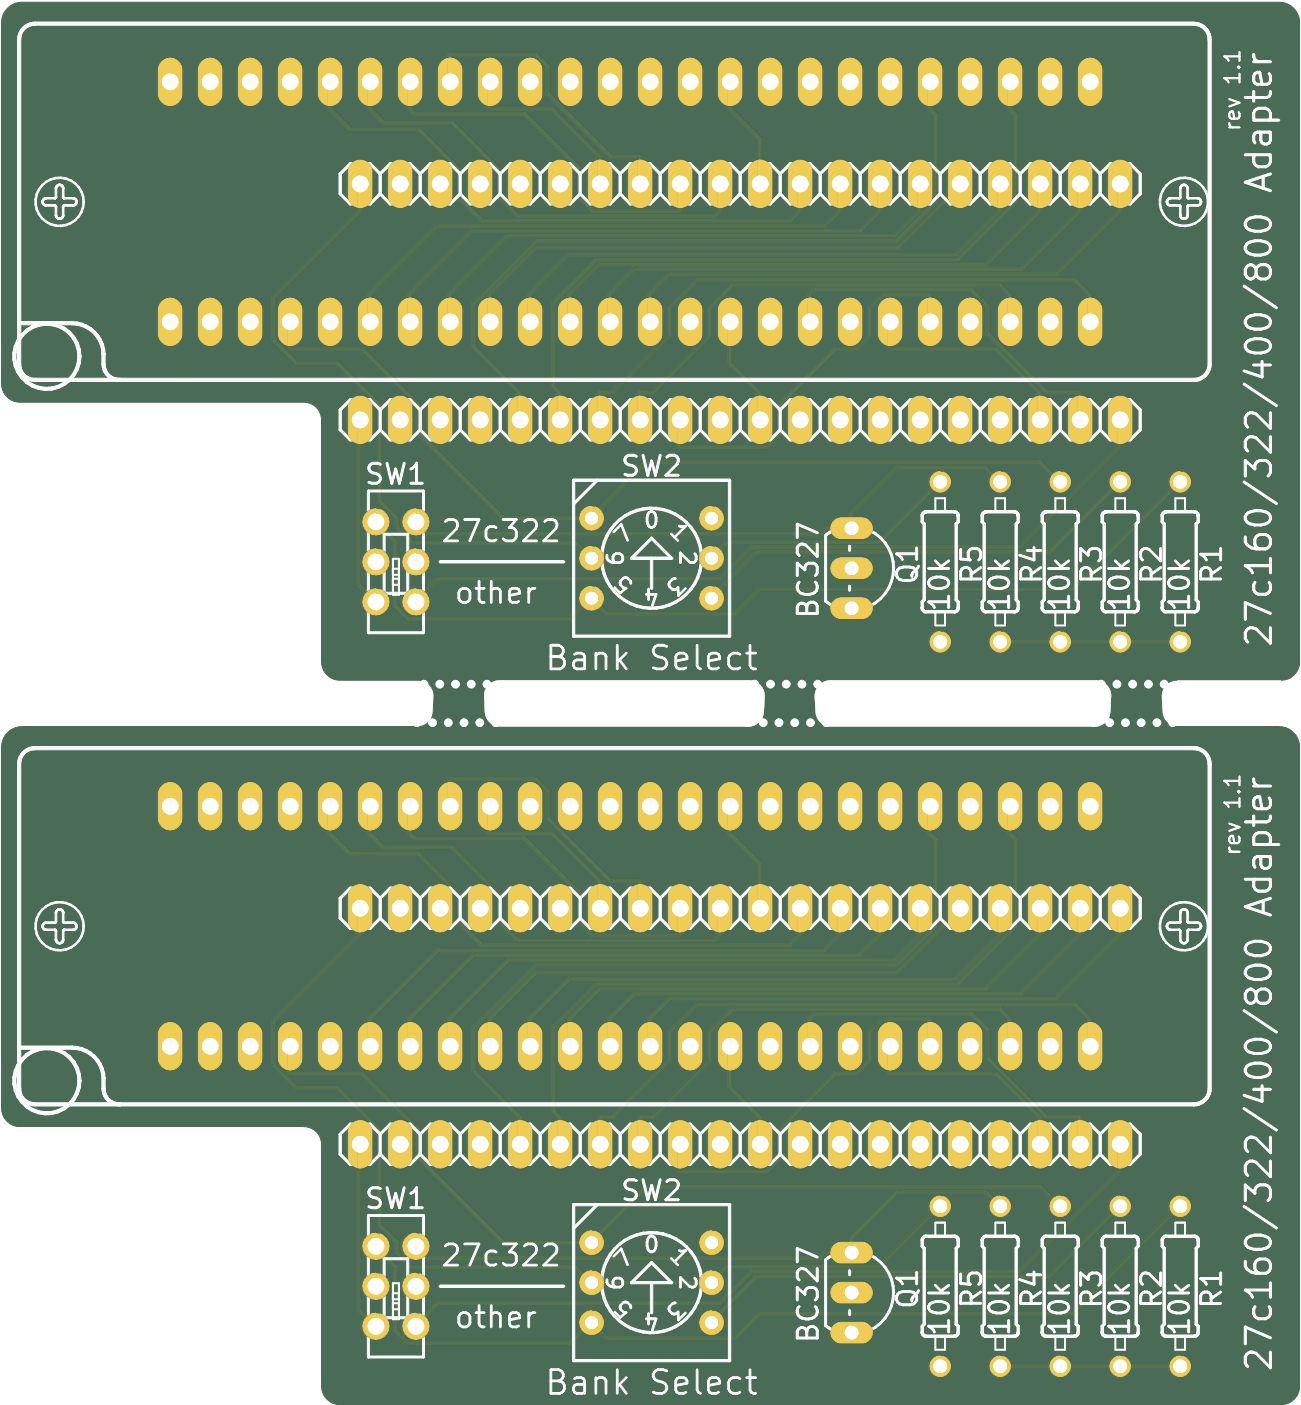 rev 1.1
27c160/322/400/800 Adapter
SW1
SW2
27c322
other
0
1
2
3
4
5
6
7
Bank Select
BC327
Q1
10k
R5
10k
R4
10k
R3
10k
R2
10k
R1
rev 1.1
27c160/322/400/800 Adapter
SW1
SW2
27c322
other
0
1
2
3
4
5
6
7
Bank Select
BC327
Q1
10k
R5
10k
R4
10k
R3
10k
R2
10k
R1